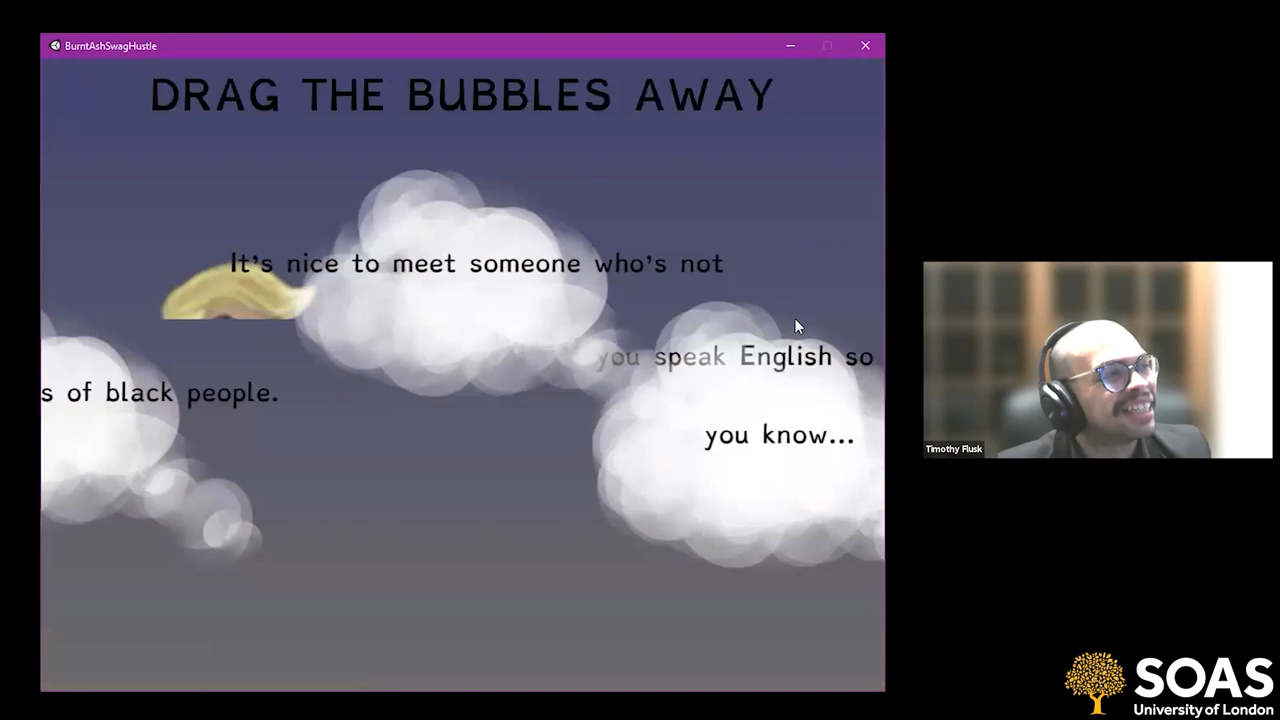 BurntAshSwagHustle
DRAG THE BUBBLES AWAY
It's nice to meet someone who's not
you speak English so
s of black people.
you know...
Timothy Flusk
SOAS
University of London